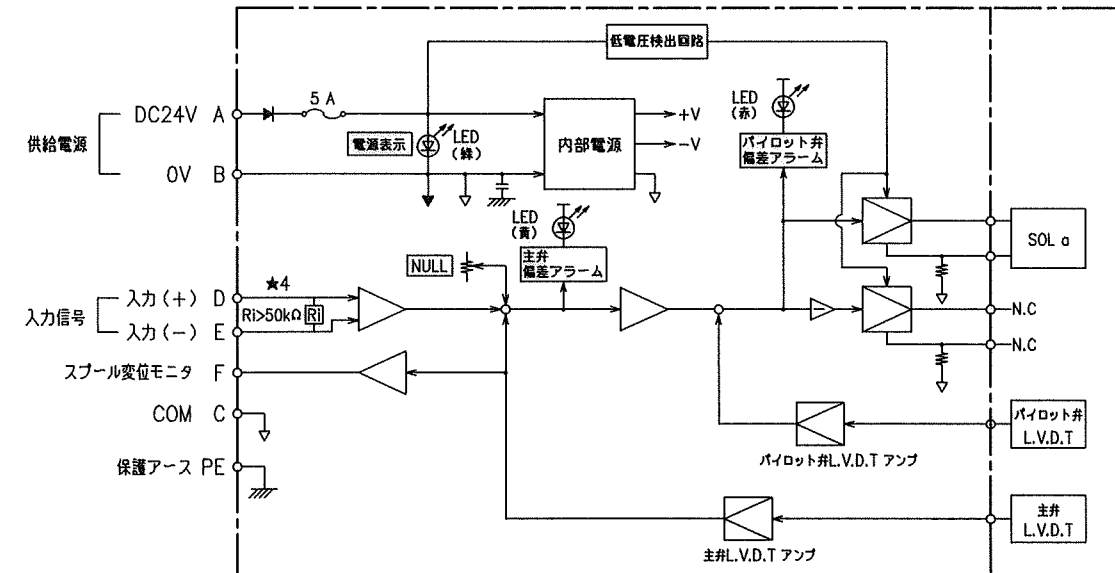 低電圧検出回路
5 A
DC24V A
供給電源
0V B
電源表示
LED
(緑)
内部電源
+V
-V
LED
(赤)
パイロット弁
偏差アラーム
LED
(黄)
主弁
偏差アラーム
NULL
SOL a
★4
入力(+) D
入力信号
Ri>50kΩ Ri
入力(-) E
N.C
N.C
スプール変位モニタ F
COM C
保護アース PE
パイロット弁
L.V.D.T
パイロット弁L.V.D.T アンプ
主弁
L.V.D.T
主弁L.V.D.T アンプ